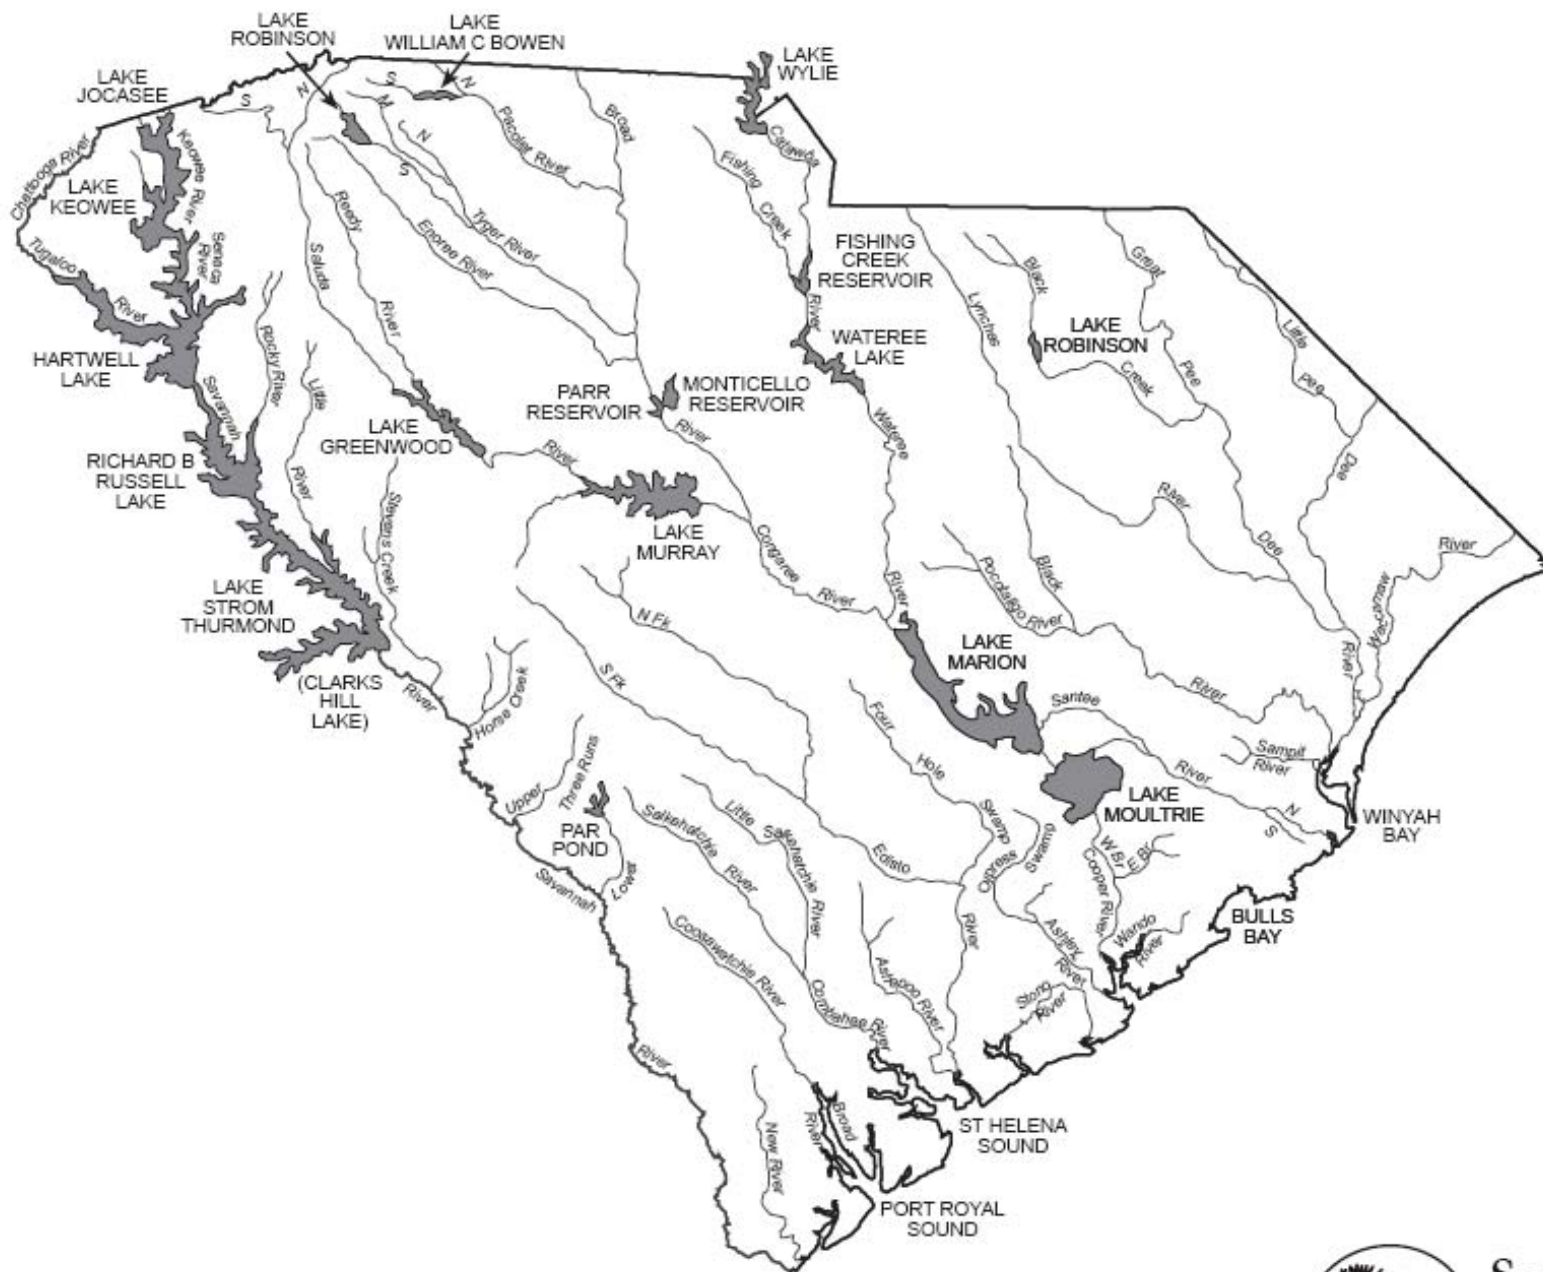 LAKE
ROBINSON
LAKE
WILLIAM C BOWEN
LAKE
WYLIE
LAKE
JOCASEE
S
N
S
N
M
N
S
Pacolet River
Broad
Catawba
Fishing
Creek
Chattooga River
Keowee River
LAKE
KEOWEE
Seneca
River
Tugaloo
River
Reedy
River
Saluda
Enoree River
Tyger River
FISHING
CREEK
RESERVOIR
River
Lynches
Black
Great
Little
LAKE
ROBINSON
Creek
Pee
Pee
HARTWELL
LAKE
Rocky River
Little
Savannah
WATEREE
LAKE
PARR
RESERVOIR
MONTICELLO
RESERVOIR
LAKE
GREENWOOD
River
River
Wateree
RICHARD B
RUSSELL
LAKE
River
Stevens Creek
Dee
River
Dee
LAKE
MURRAY
Congaree
River
River
Black
Pocotaligo River
River
Waccamaw
LAKE
STROM
THURMOND
(CLARKS
HILL
LAKE)
River
N Fk
S Fk
LAKE
MARION
River
River
Santee
Horse Creek
Four
Hole
Swamp
Sampit
River
River
N
S
Upper
Three Runs
PAR
POND
Lower
Savannah
Salkehatchie
River
Little
Salkehatchie River
Edisto
Cypress
Swamp
LAKE
MOULTRIE
WINYAH
BAY
W Br
E Br
Cooper River
BULLS
BAY
Wando
River
River
Ashley
River
Coosawatchie River
Ashepoo River
Combahee River
Stong
River
River
New River
Broad
River
ST HELENA
SOUND
PORT ROYAL
SOUND